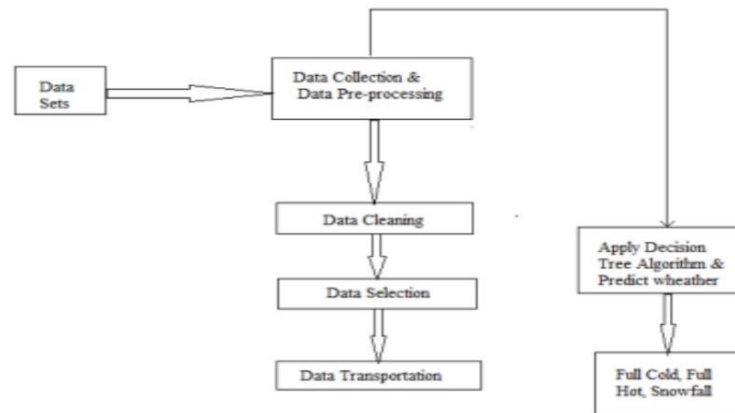 Data
Sets
Data Collection &
Data Pre-processing
Data Cleaning
Data Selection
Data Transportation
Apply Decision
Tree Algorithm &
Predict wheather
Full Cold, Full
Hot, Snowfall